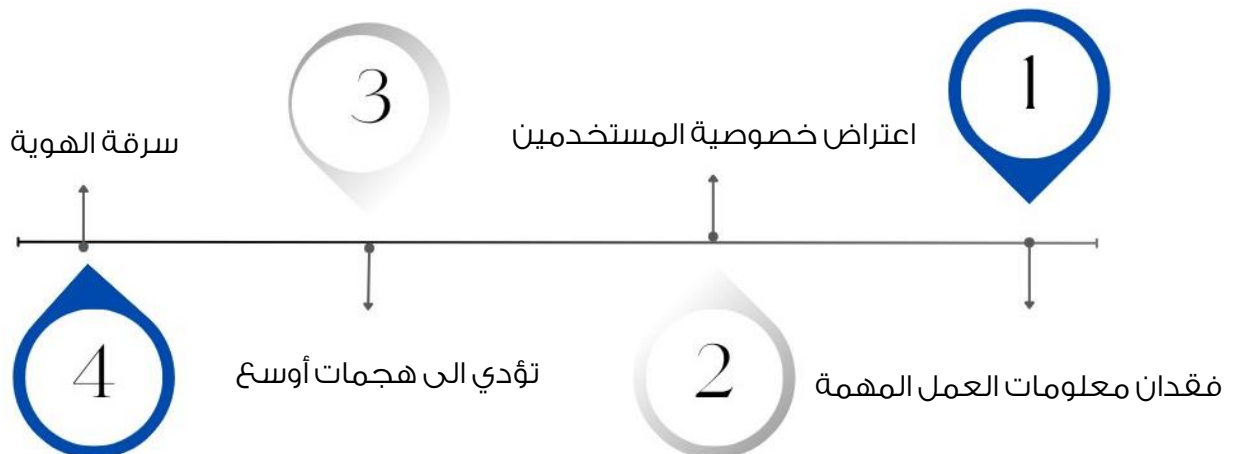 1
فقدان معلومات العمل المهمة
2
اعتراض خصوصية المستخدمين
3
تؤدي الى هجمات أوسع
4
سرقة الهوية